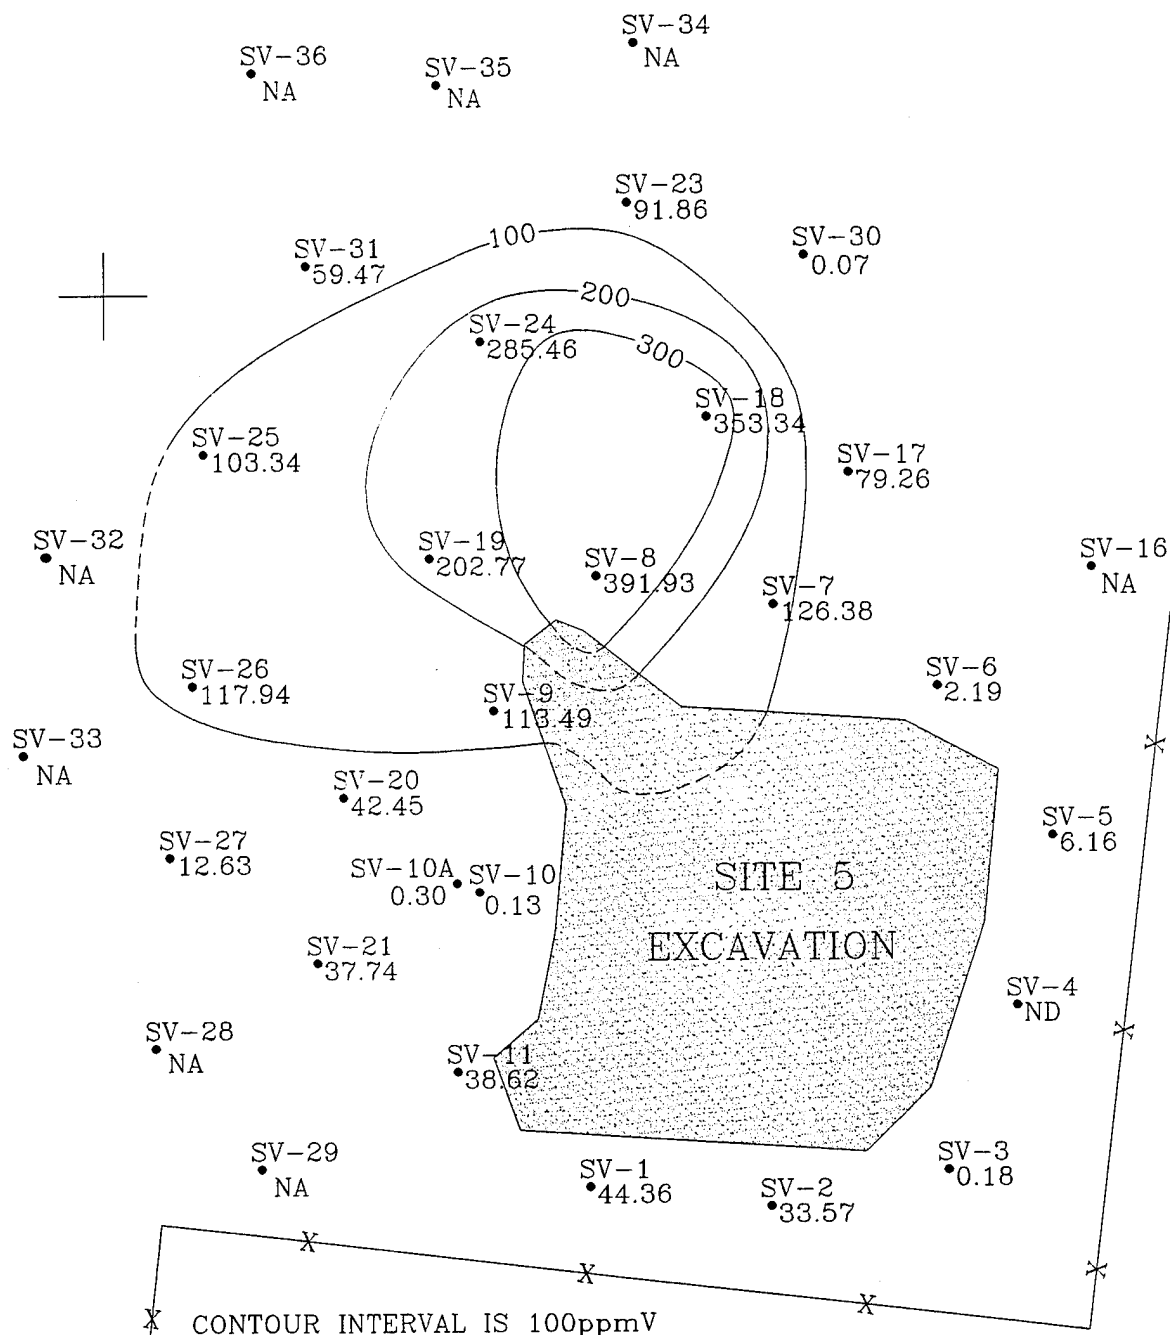 SV-34
NA
SV-36
NA
SV-35
NA
SV-23
91.86
100
SV-30
0.07
SV-31
59.47
200
SV-24
285.46
300
SV-18
353.34
SV-25
103.34
SV-17
79.26
SV-32
NA
SV-19
202.77
SV-8
391.93
SV-16
NA
SV-7
126.38
SV-26
117.94
SV-6
2.19
SV-9
113.49
SV-33
NA
X
SV-20
42.45
SV-5
6.16
SV-27
12.63
SV-10A
0.30
SV-10
0.13
SITE 5
EXCAVATION
SV-21
37.74
SV-4
ND
SV-28
NA
X
SV-11
38.62
SV-29
NA
SV-1
44.36
SV-2
33.57
SV-3
0.18
X
X
X
X
X
CONTOUR INTERVAL IS 100ppmV